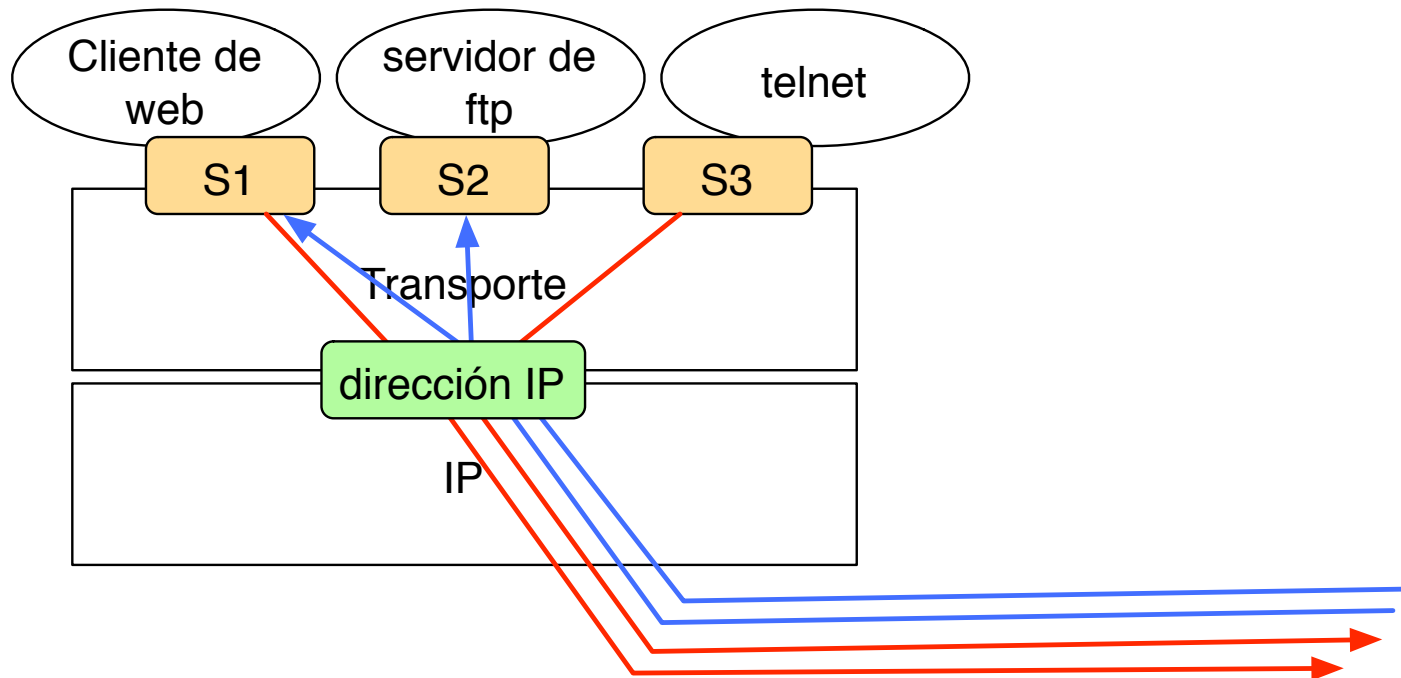 Cliente de
web
servidor de
ftp
telnet
S1
S2
S3
Transporte
dirección IP
IP